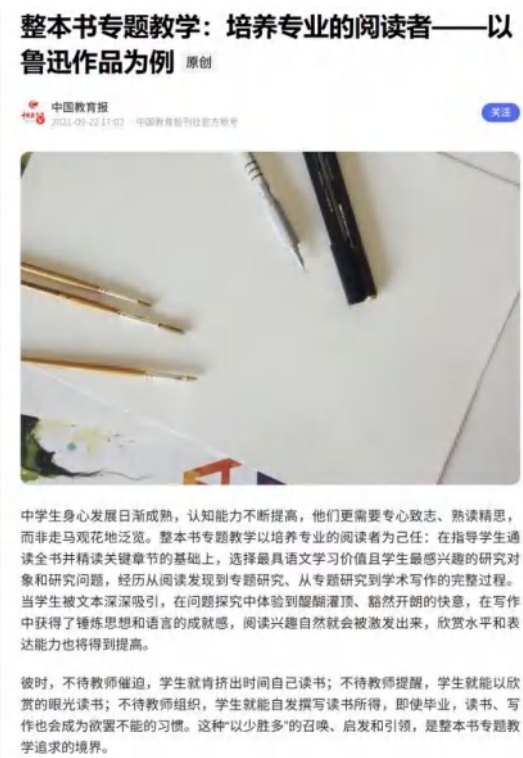 整本书专题教学：培养专业的阅读者——以
鲁迅作品为例 原创
中国教育报
2021-09-22 17:02 中国教育报刊社官方帐号
关注
中学生身心发展日渐成熟，认知能力不断提高，他们更需要专心致志、熟读精思，
而非走马观花地泛览。整本书专题教学以培养专业的阅读者为己任：在指导学生通
读全书并精读关键章节的基础上，选择最具语文学习价值且学生最感兴趣的研究对
象和研究问题，经历从阅读发现到专题研究、从专题研究到学术写作的完整过程。
当学生被文本深深吸引，在问题探究中体验到醍醐灌顶、豁然开朗的快意，在写作
中获得了锤炼思想和语言的成就感，阅读兴趣自然就会被激发出来，欣赏水平和表
达能力也将得到提高。
彼时，不待教师催迫，学生就肯挤出时间自己读书；不待教师提醒，学生就能以欣
赏的眼光读书；不待教师组织，学生就能自发撰写读书所得，即使毕业，读书、写
作也会成为欲罢不能的习惯。这种“以少胜多”的召唤、启发和引领，是整本书专题教
学追求的境界。